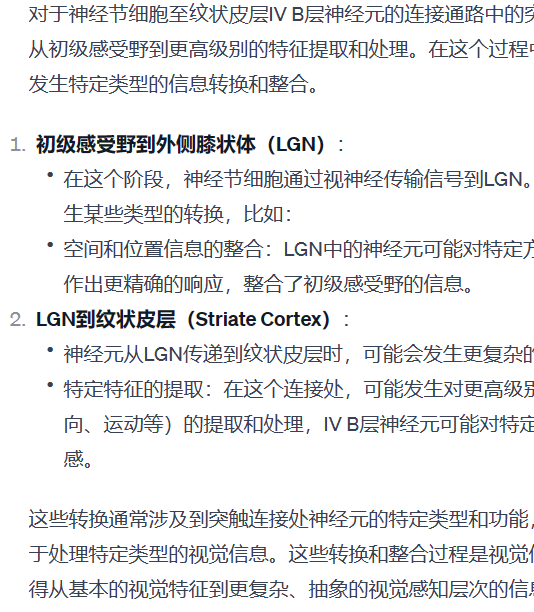 对于神经节细胞至纹状皮层IV B层神经元的连接通路中的突
从初级感受野到更高级别的特征提取和处理。在这个过程中
发生特定类型的信息转换和整合。
1. 初级感受野到外侧膝状体（LGN）：
• 在这个阶段，神经节细胞通过视神经传输信号到LGN。
生某些类型的转换，比如：
• 空间和位置信息的整合：LGN中的神经元可能对特定方
作出更精确的响应，整合了初级感受野的信息。
2. LGN到纹状皮层（Striate Cortex）：
• 神经元从LGN传递到纹状皮层时，可能会发生更复杂的
• 特定特征的提取：在这个连接处，可能发生对更高级别
向、运动等）的提取和处理，IV B层神经元可能对特定
感。
这些转换通常涉及到突触连接处神经元的特定类型和功能，
于处理特定类型的视觉信息。这些转换和整合过程是视觉信
得从基本的视觉特征到更复杂、抽象的视觉感知层次的信息